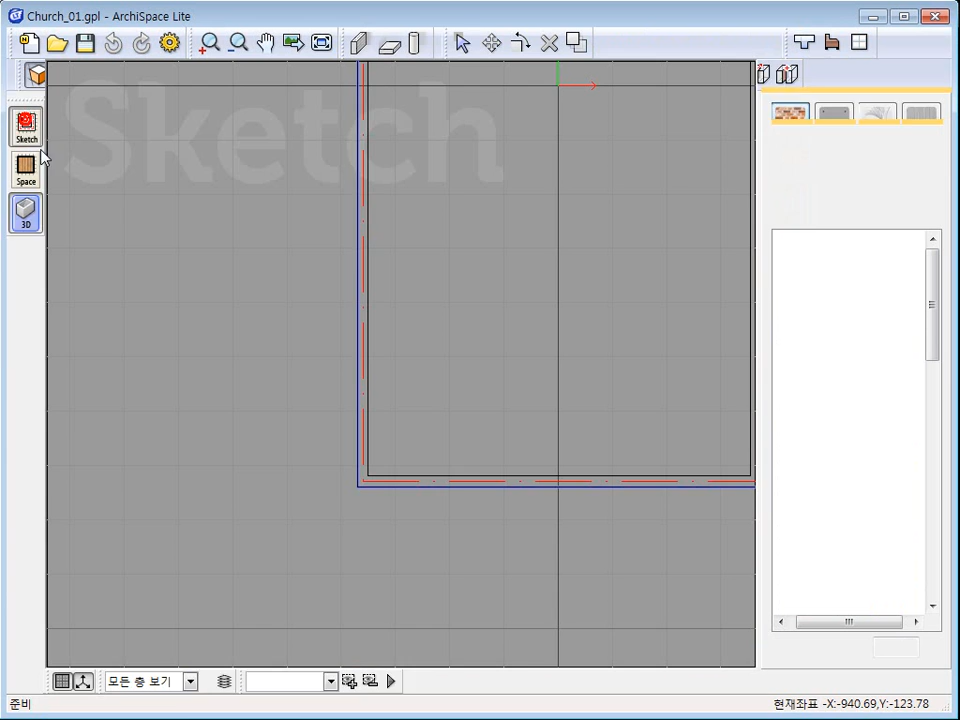 Church_01.gpl - ArchiSpace Lite
Sketch
Sketch
Space
3D
모든 층 보기
준비
현재좌표 -X:-940.69,Y:-123.78